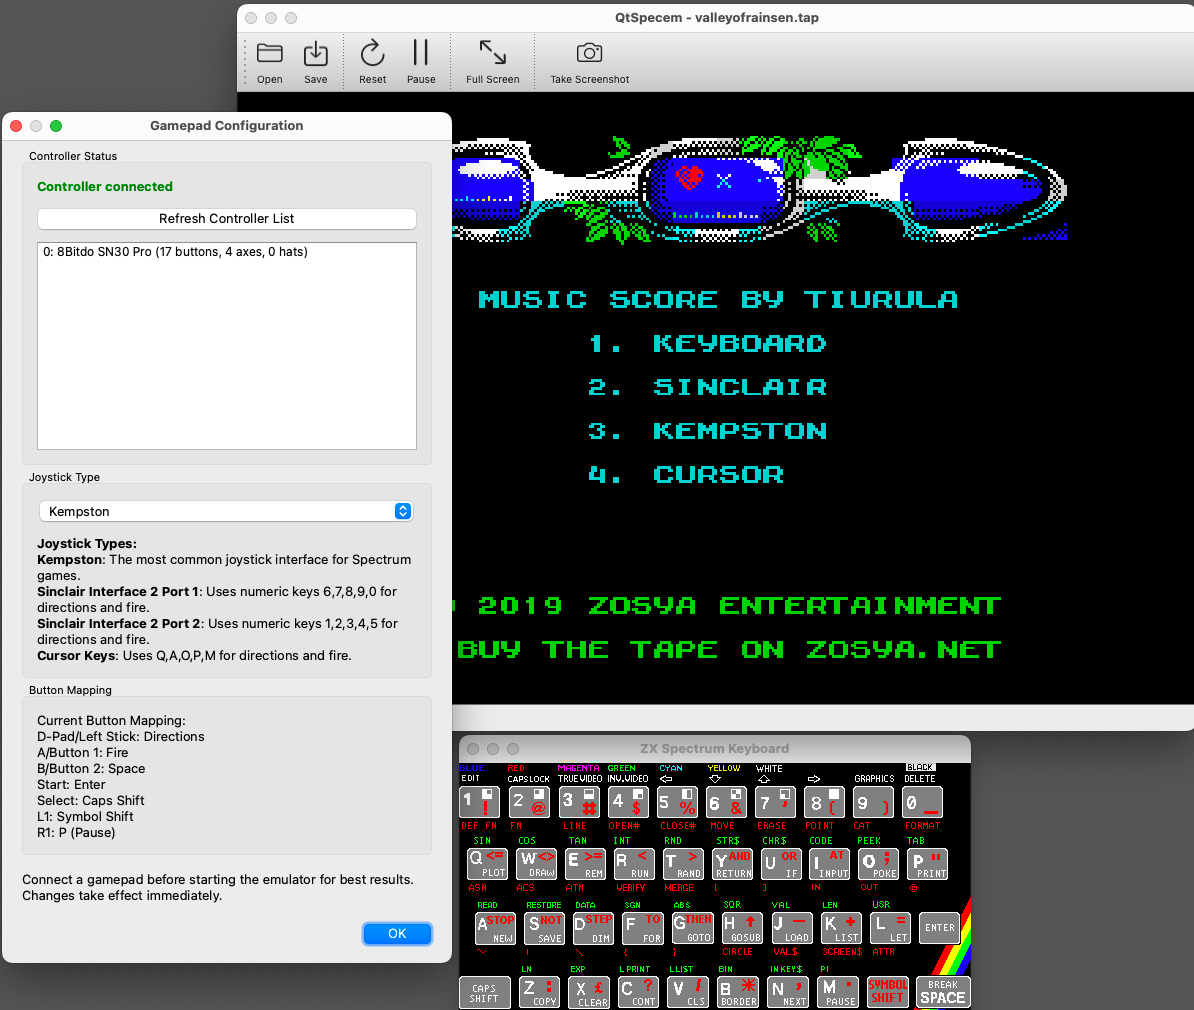 QtSpecem - valleyofrainsen.tap
Open
Save
Reset
Pause
Full Screen
Take Screenshot
Gamepad Configuration
Controller Status
Controller connected
Refresh Controller List
0: 8Bitdo SN30 Pro (17 buttons, 4 axes, 0 hats)
Joystick Type
Kempston
Joystick Types:
Kempston: The most common joystick interface for Spectrum
games.
Sinclair Interface 2 Port 1: Uses numeric keys 6,7,8,9,0 for
directions and fire.
Sinclair Interface 2 Port 2: Uses numeric keys 1,2,3,4,5 for
directions and fire.
Cursor Keys: Uses Q,A,O,P,M for directions and fire.
Button Mapping
Current Button Mapping:
D-Pad/Left Stick: Directions
A/Button 1: Fire
B/Button 2: Space
Start: Enter
Select: Caps Shift
L1: Symbol Shift
R1: P (Pause)
Connect a gamepad before starting the emulator for best results.
Changes take effect immediately.
OK
MUSIC SCORE BY TIURULA
1. KEYBOARD
2. SINCLAIR
3. KEMPSTON
4. CURSOR
2019 ZOSYA ENTERTAINMENT
BUY THE TAPE ON ZOSYA.NET
ZX Spectrum Keyboard
BLUE RED MAGENTA GREEN CYAN YELLOW WHITE BLACK
EDIT CAPSLOCK TRUEVIDEO INV.VIDEO GRAPHICS DELETE
1 ! 2 @ 3 # 4 $ 5 % 6 & 7 ' 8 ( 9 ) 0 _
DEF FN FN LINE OPEN# CLOSE# MOVE ERASE POINT CAT FORMAT
SIN COS TAN INT RND STR$ CHR$ CODE PEEK TAB
Q <= W <> E >= R < T > Y AND U OR I AT O ; P "
PLOT DRAW REM RUN RAND RETURN IF INPUT POKE PRINT
ASN ACS ATN VERIFY MERGE [ ] IN OUT ©
READ RESTORE DATA SGN ABS SQR VAL LEN USR
A STOP S NOT D STEP F TO G THEN H ↑ J − K + L = ENTER
NEW SAVE DIM FOR GOTO GOSUB LOAD LIST LET
~ | \ { } CIRCLE VAL$ SCREEN$ ATTR
LN EXP L PRINT L LIST BIN INKEY$ PI
CAPS SHIFT Z : X £ C ? V / B * N , M . SYMBOL SHIFT BREAK SPACE
COPY CLEAR CONT CLS BORDER NEXT PAUSE